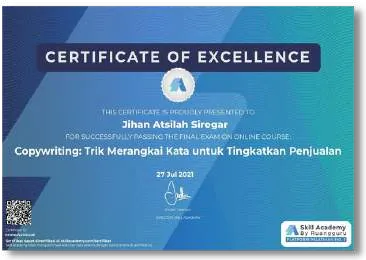 CERTIFICATE OF EXCELLENCE
THIS CERTIFICATE IS PROUDLY PRESENTED TO
Jihan Atsilah Siregar
FOR SUCCESSFULLY PASSING THE FINAL EXAM ON ONLINE COURSE:
Copywriting: Trik Merangkai Kata untuk Tingkatkan Penjualan
27 Jul 2021
Skill Academy
By Ruangguru